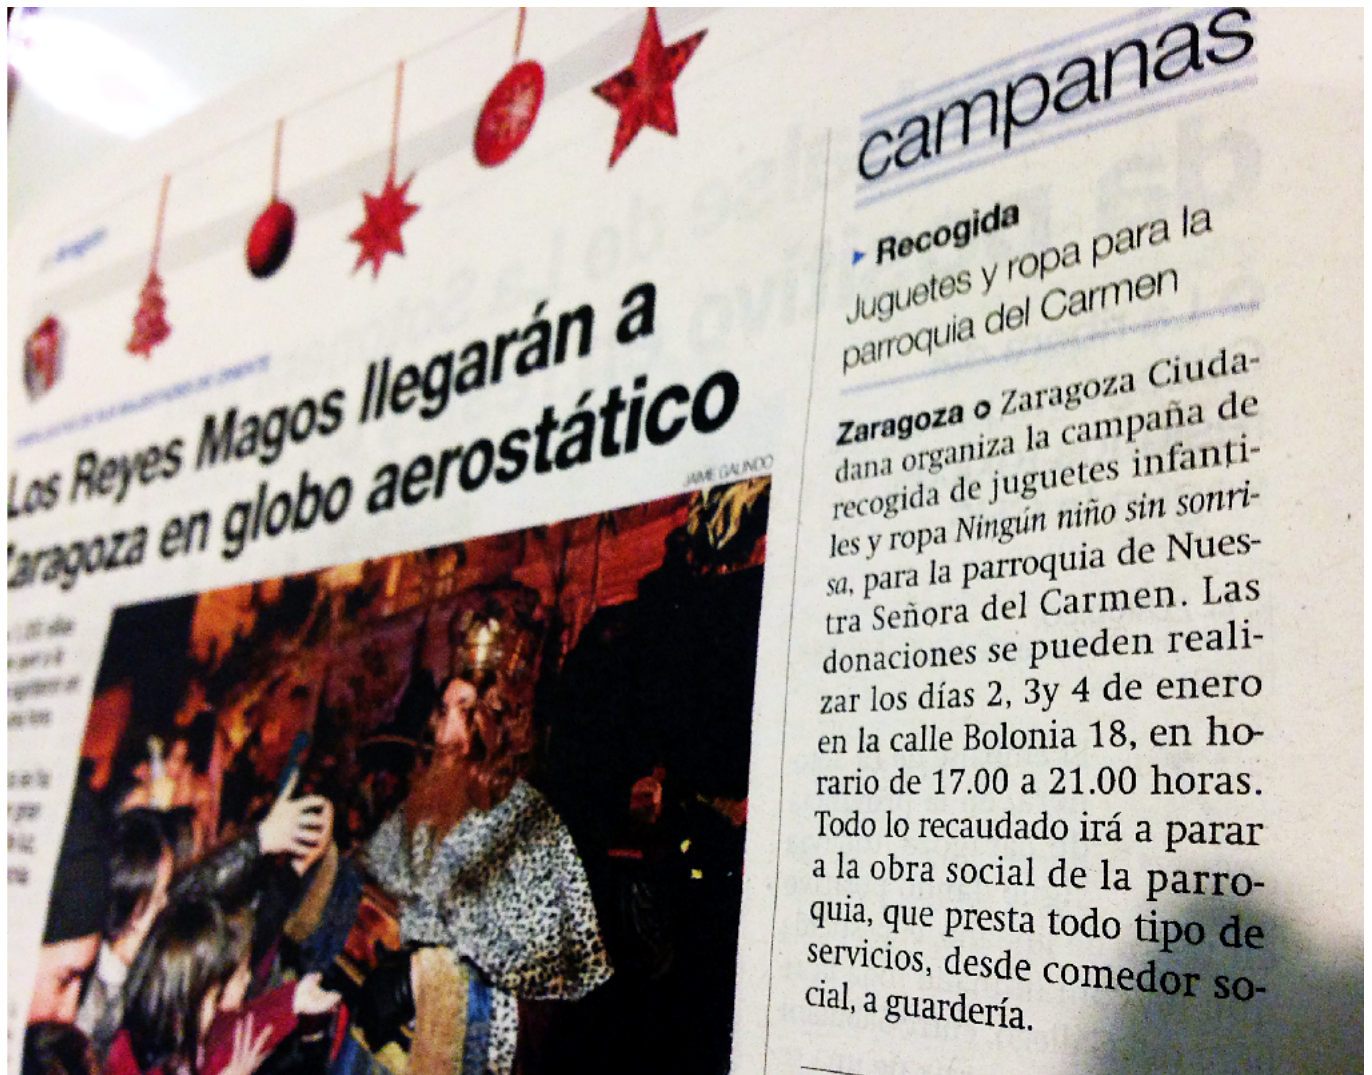 Los Reyes Magos llegarán a
Zaragoza en globo aerostático
JAIME GALINDO
campanas
Recogida
Juguetes y ropa para la
parroquia del Carmen
Zaragoza o Zaragoza Ciuda-
dana organiza la campaña de
recogida de juguetes infanti-
les y ropa Ningún niño sin sonri-
sa, para la parroquia de Nues-
tra Señora del Carmen. Las
donaciones se pueden reali-
zar los días 2, 3y 4 de enero
en la calle Bolonia 18, en ho-
rario de 17.00 a 21.00 horas.
Todo lo recaudado irá a parar
a la obra social de la parro-
quia, que presta todo tipo de
servicios, desde comedor so-
cial, a guardería.